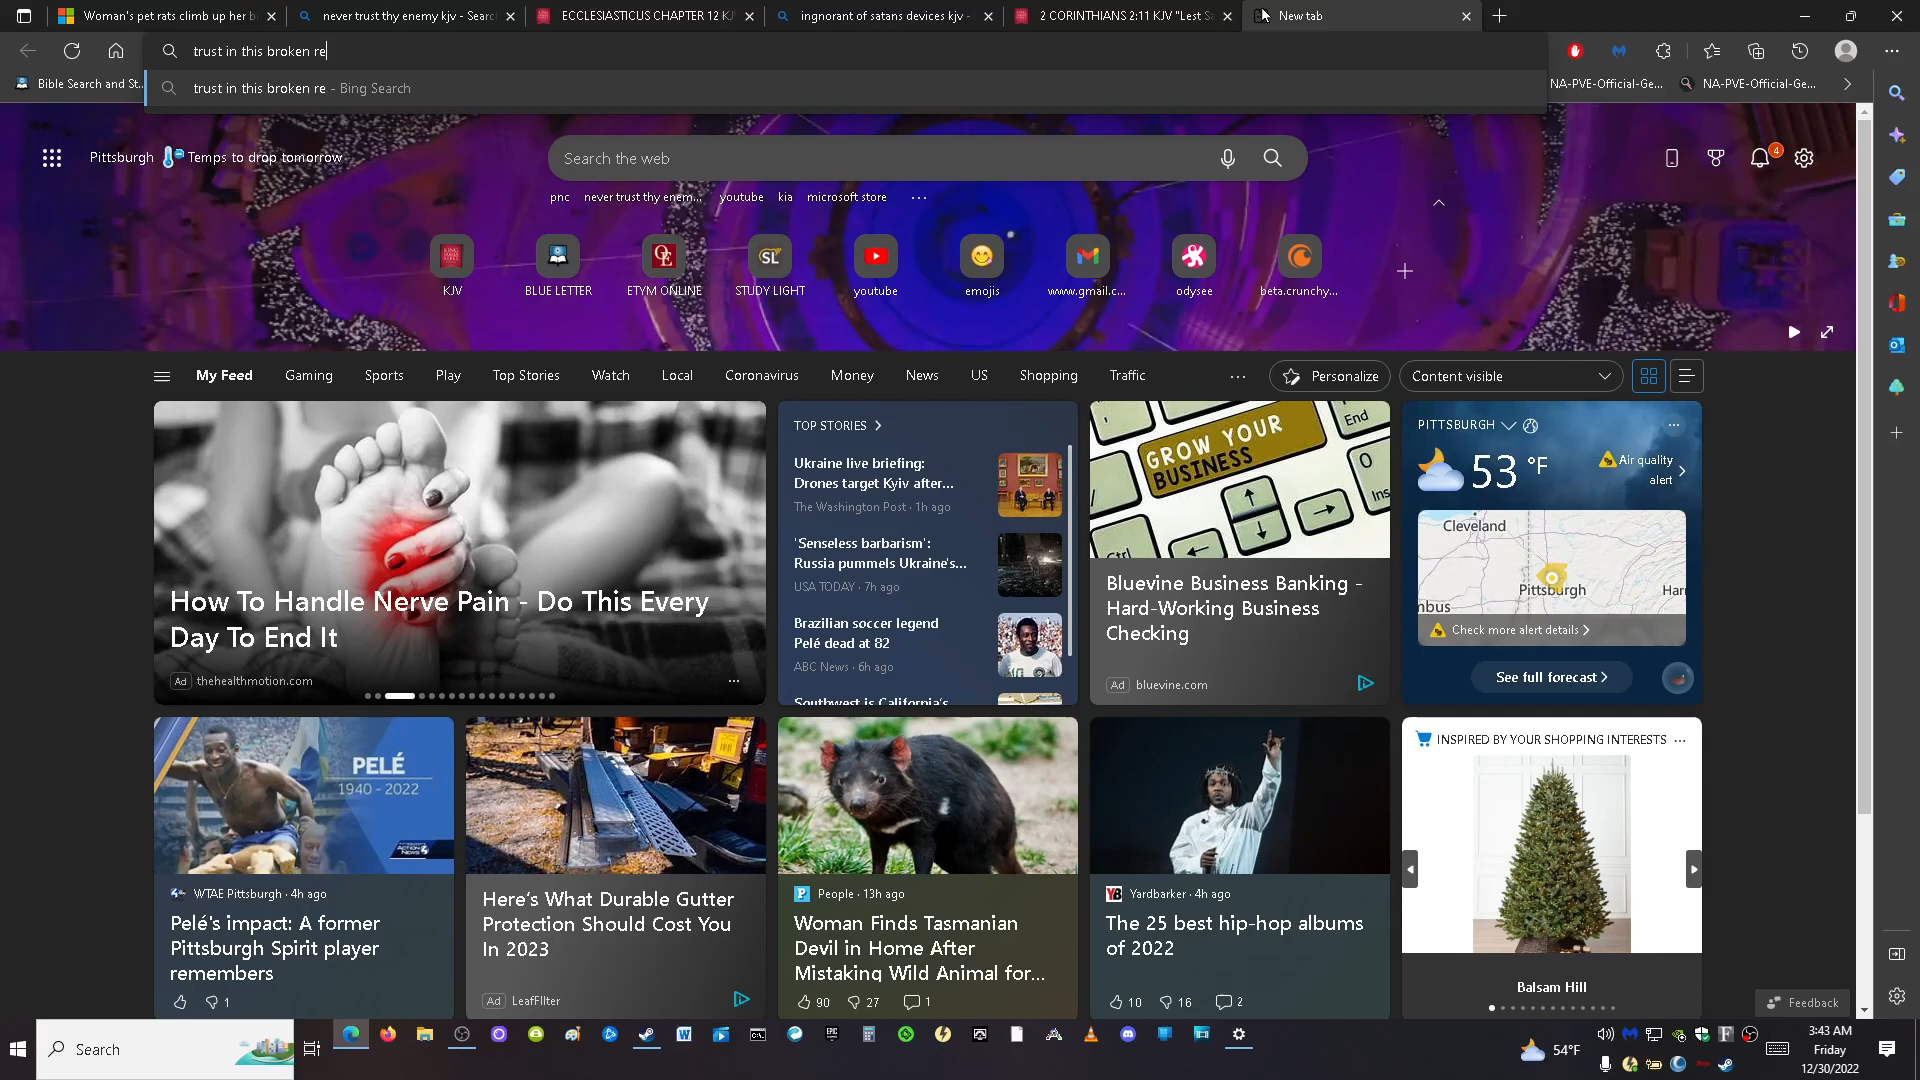 Woman's pet rats climb up her b
never trust thy enemy kjv - Searc
ECCLESIASTICUS CHAPTER 12 KJ
ingnorant of satans devices kjv -
2 CORINTHIANS 2:11 KJV "Lest Sa
New tab
trust in this broken re
trust in this broken re - Bing Search
Bible Search and St...
NA-PVE-Official-Ge...
NA-PVE-Official-Ge...
Pittsburgh
Temps to drop tomorrow
Search the web
4
pnc
never trust thy enem...
youtube
kia
microsoft store
KJV
BLUE LETTER
ETYM ONLINE
STUDY LIGHT
youtube
emojis
www.gmail.c...
odysee
beta.crunchy...
My Feed
Gaming
Sports
Play
Top Stories
Watch
Local
Coronavirus
Money
News
US
Shopping
Traffic
Personalize
Content visible
How To Handle Nerve Pain - Do This Every
Day To End It
Ad thehealthmotion.com
TOP STORIES
Ukraine live briefing:
Drones target Kyiv after...
The Washington Post · 1h ago
'Senseless barbarism':
Russia pummels Ukraine's...
USA TODAY · 7h ago
Brazilian soccer legend
Pelé dead at 82
ABC News · 6h ago
Southwest is California's
GROW YOUR
BUSINESS
End
Ins
Ctrl
Bluevine Business Banking -
Hard-Working Business
Checking
Ad bluevine.com
PITTSBURGH
53 °F
Air quality
alert
Cleveland
Pittsburgh
Harr
mbus
Check more alert details
See full forecast
PELÉ
1940 - 2022
PITTSBURGH'S
ACTION NEWS 4
WTAE Pittsburgh · 4h ago
Pelé's impact: A former
Pittsburgh Spirit player
remembers
1
Here's What Durable Gutter
Protection Should Cost You
In 2023
Ad LeafFIlter
People · 13h ago
Woman Finds Tasmanian
Devil in Home After
Mistaking Wild Animal for...
90
27
1
Yardbarker · 4h ago
The 25 best hip-hop albums
of 2022
10
16
2
INSPIRED BY YOUR SHOPPING INTERESTS
Balsam Hill
Feedback
Search
54°F
3:43 AM
Friday
12/30/2022